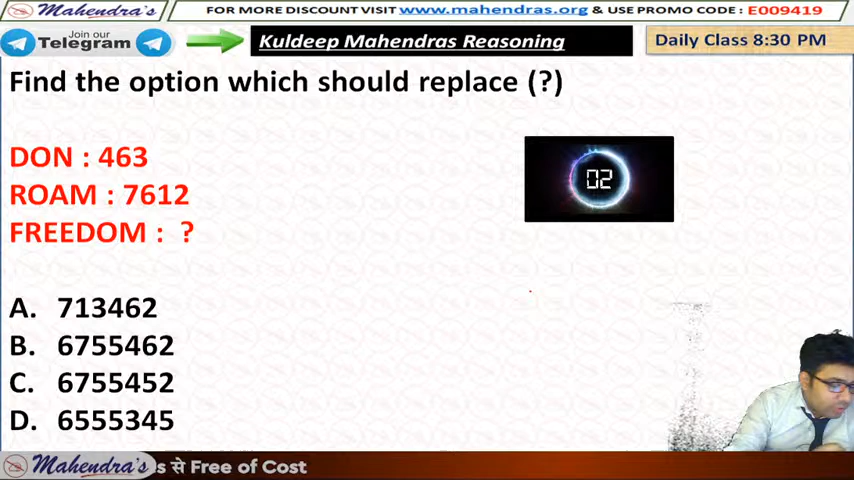 Mahendra's
FOR MORE DISCOUNT VISIT www.mahendras.org & USE PROMO CODE : E009419
Join our
Telegram
Kuldeep Mahendras Reasoning
Daily Class 8:30 PM
Find the option which should replace (?)
DON : 463
02
ROAM : 7612
FREEDOM : ?
A. 713462
B. 6755462
C. 6755452
D. 6555345
Mahendra's
से Free of Cost